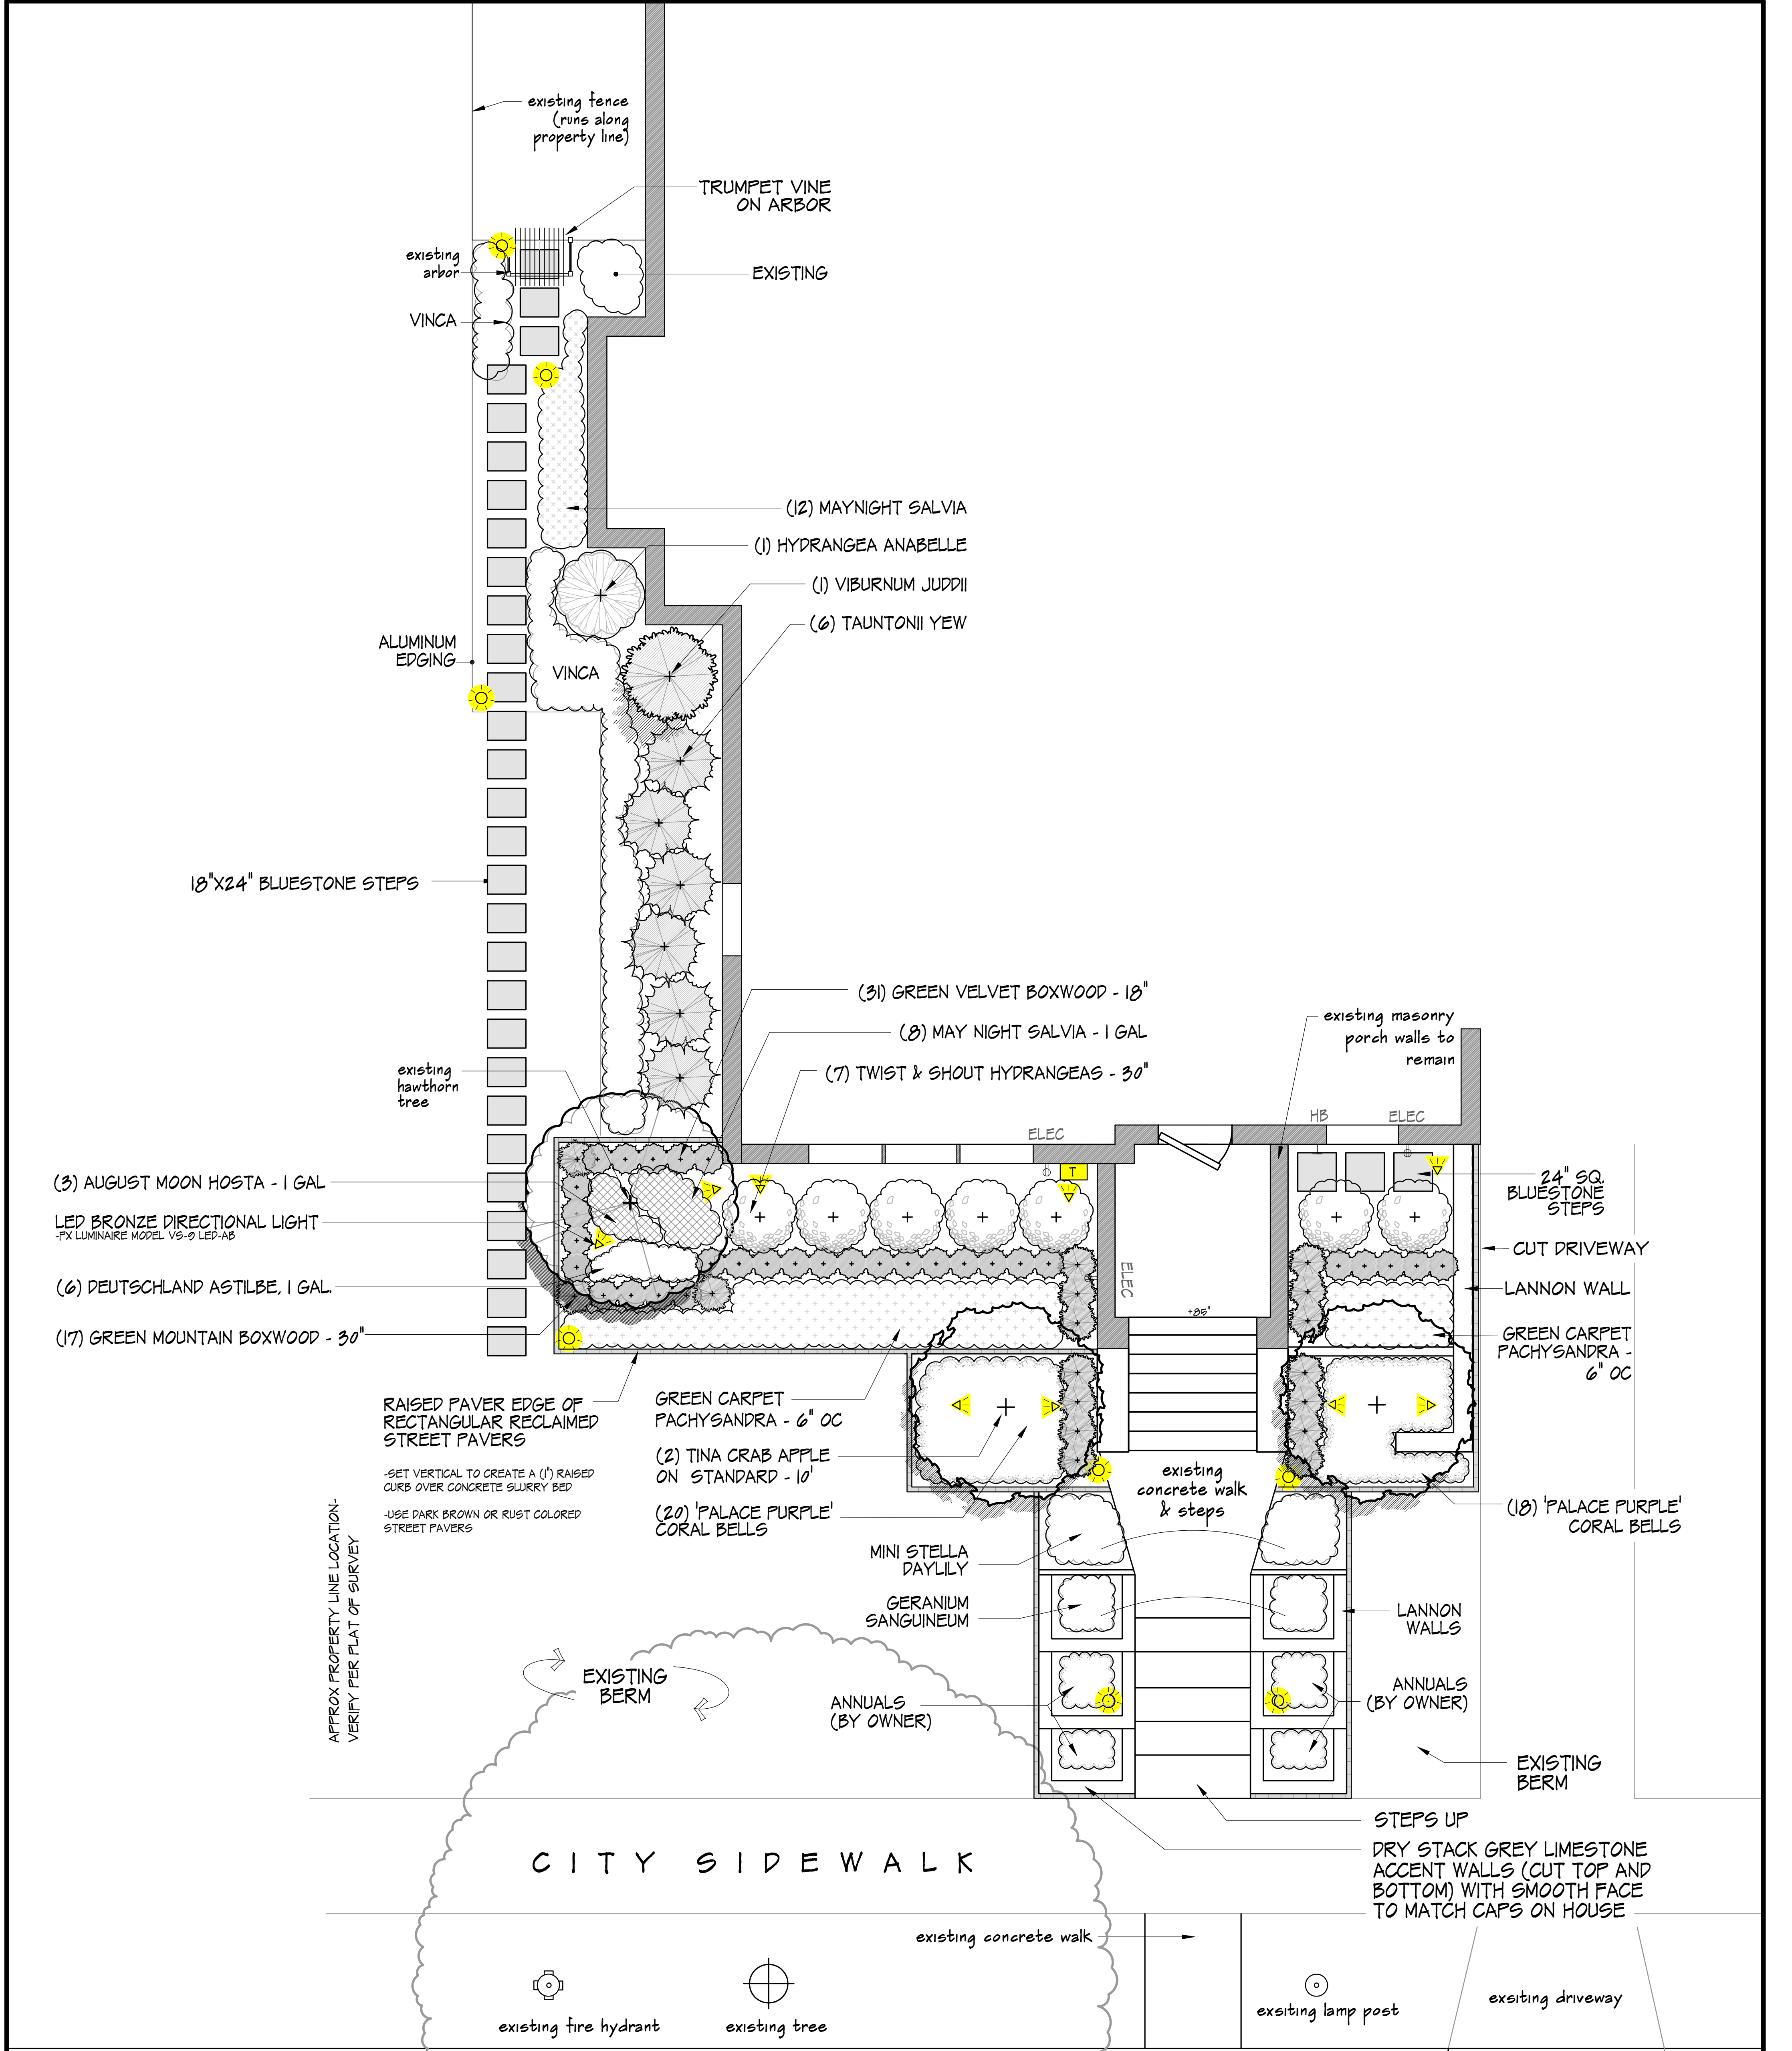 existing fence
(runs along
property line)
TRUMPET VINE
ON ARBOR
existing
arbor
EXISTING
VINCA
(12) MAYNIGHT SALVIA
(1) HYDRANGEA ANABELLE
(1) VIBURNUM JUDDII
(6) TAUNTONII YEW
ALUMINUM
EDGING
VINCA
18"X24" BLUESTONE STEPS
(31) GREEN VELVET BOXWOOD - 18"
(8) MAY NIGHT SALVIA - 1 GAL
(7) TWIST & SHOUT HYDRANGEAS - 30"
existing masonry
porch walls to
remain
existing
hawthorn
tree
ELEC
HB
ELEC
T
(3) AUGUST MOON HOSTA - 1 GAL
LED BRONZE DIRECTIONAL LIGHT
-FX LUMINAIRE MODEL VS-9 LED-AB
(6) DEUTSCHLAND ASTILBE, 1 GAL.
(17) GREEN MOUNTAIN BOXWOOD - 30"
24" SQ.
BLUESTONE
STEPS
CUT DRIVEWAY
LANNON WALL
ELEC
+85"
GREEN CARPET
PACHYSANDRA -
6" OC
RAISED PAVER EDGE OF
RECTANGULAR RECLAIMED
STREET PAVERS
-SET VERTICAL TO CREATE A (1") RAISED
CURB OVER CONCRETE SLURRY BED
-USE DARK BROWN OR RUST COLORED
STREET PAVERS
GREEN CARPET
PACHYSANDRA - 6" OC
(2) TINA CRAB APPLE
ON STANDARD - 10'
(20) 'PALACE PURPLE'
CORAL BELLS
existing
concrete walk
& steps
(18) 'PALACE PURPLE'
CORAL BELLS
MINI STELLA
DAYLILY
GERANIUM
SANGUINEUM
LANNON
WALLS
APPROX PROPERTY LINE LOCATION-
VERIFY PER PLAT OF SURVEY
EXISTING
BERM
ANNUALS
(BY OWNER)
ANNUALS
(BY OWNER)
EXISTING
BERM
STEPS UP
DRY STACK GREY LIMESTONE
ACCENT WALLS (CUT TOP AND
BOTTOM) WITH SMOOTH FACE
TO MATCH CAPS ON HOUSE
CITY SIDEWALK
existing concrete walk
existing fire hydrant
existing tree
exsiting lamp post
exsiting driveway